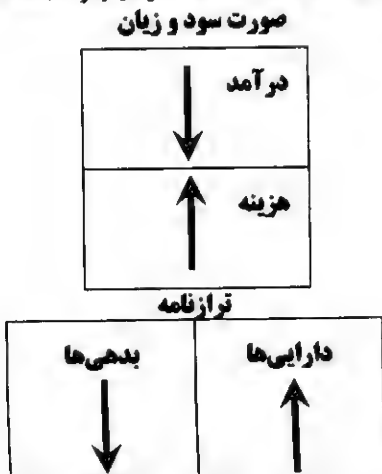 صورت سود و زیان
درآمد
هزینه
ترازنامه
دارایی‌ها
بدهی‌ها